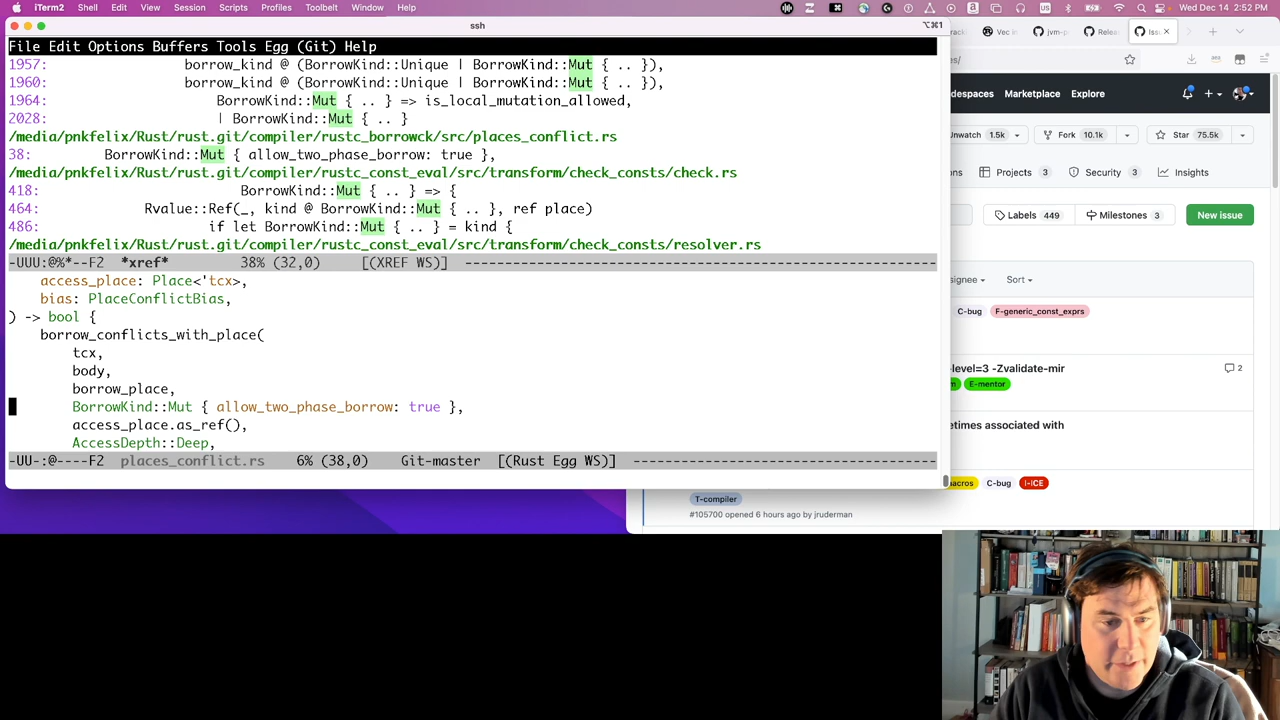 iTerm2 Shell Edit View Session Scripts Profiles Toolbelt Window Help
Wed Dec 14 2:52 PM
ssh
⌥⌘1
File Edit Options Buffers Tools Egg (Git) Help
1957: borrow_kind @ (BorrowKind::Unique | BorrowKind::Mut { .. }),
1960: borrow_kind @ (BorrowKind::Unique | BorrowKind::Mut { .. }),
1964: BorrowKind::Mut { .. } => is_local_mutation_allowed,
2028: | BorrowKind::Mut { .. }
/media/pnkfelix/Rust/rust.git/compiler/rustc_borrowck/src/places_conflict.rs
38: BorrowKind::Mut { allow_two_phase_borrow: true },
/media/pnkfelix/Rust/rust.git/compiler/rustc_const_eval/src/transform/check_consts/check.rs
418: BorrowKind::Mut { .. } => {
464: Rvalue::Ref(_, kind @ BorrowKind::Mut { .. }, ref place)
486: if let BorrowKind::Mut { .. } = kind {
/media/pnkfelix/Rust/rust.git/compiler/rustc_const_eval/src/transform/check_consts/resolver.rs
-UUU:@%*--F2 *xref* 38% (32,0) [(XREF WS)] ----------------------------------------------------------
access_place: Place<'tcx>,
bias: PlaceConflictBias,
) -> bool {
borrow_conflicts_with_place(
tcx,
body,
borrow_place,
BorrowKind::Mut { allow_two_phase_borrow: true },
access_place.as_ref(),
AccessDepth::Deep,
-UU-:@----F2 places_conflict.rs 6% (38,0) Git-master [(Rust Egg WS)] ----------------------------------------
Vec in
jvm-p
Relea
Iss
es/
Marketplace Explore
1.5k
Fork 10.1k
Star 75.5k
Projects 3
Security 3
Insights
Labels 449
Milestones 3
New issue
Sort
C-bug F-generic_const_exprs
-level=3 -Zvalidate-mir
2
E-mentor
etimes associated with
C-bug I-ICE
T-compiler
#105700 opened 6 hours ago by jruderman